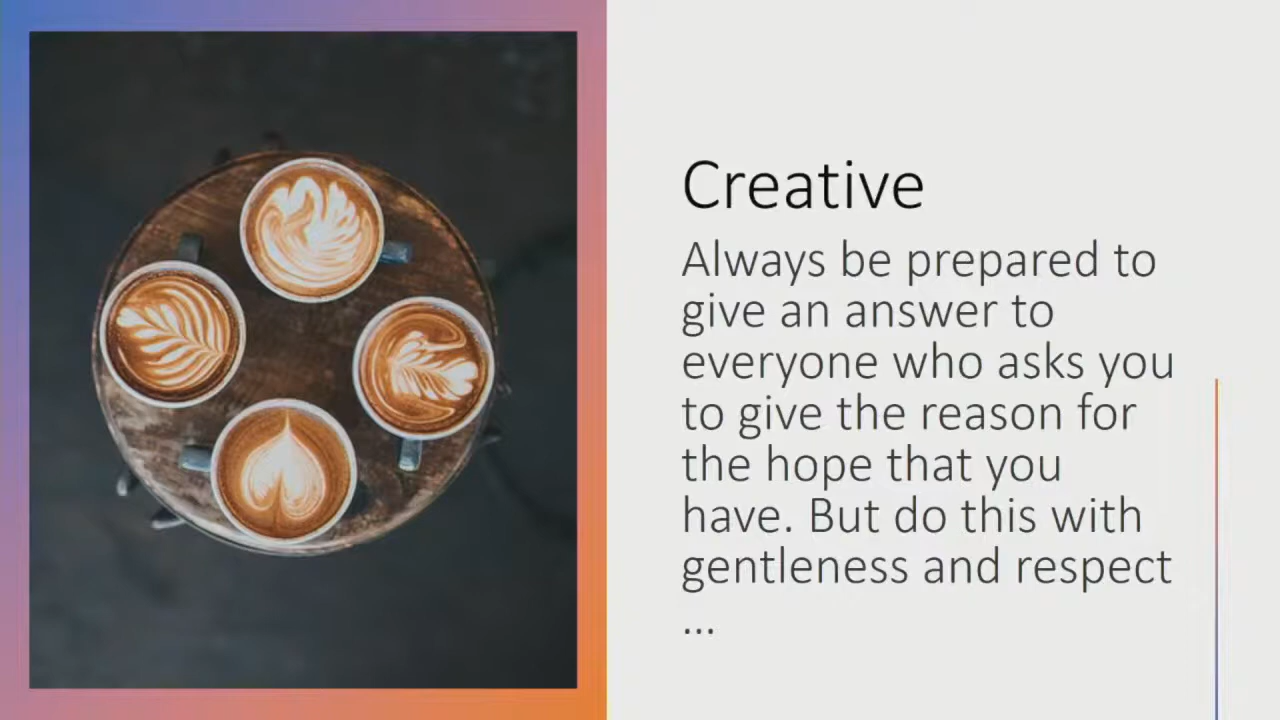 Creative
Always be prepared to
give an answer to
everyone who asks you
to give the reason for
the hope that you
have. But do this with
gentleness and respect
...